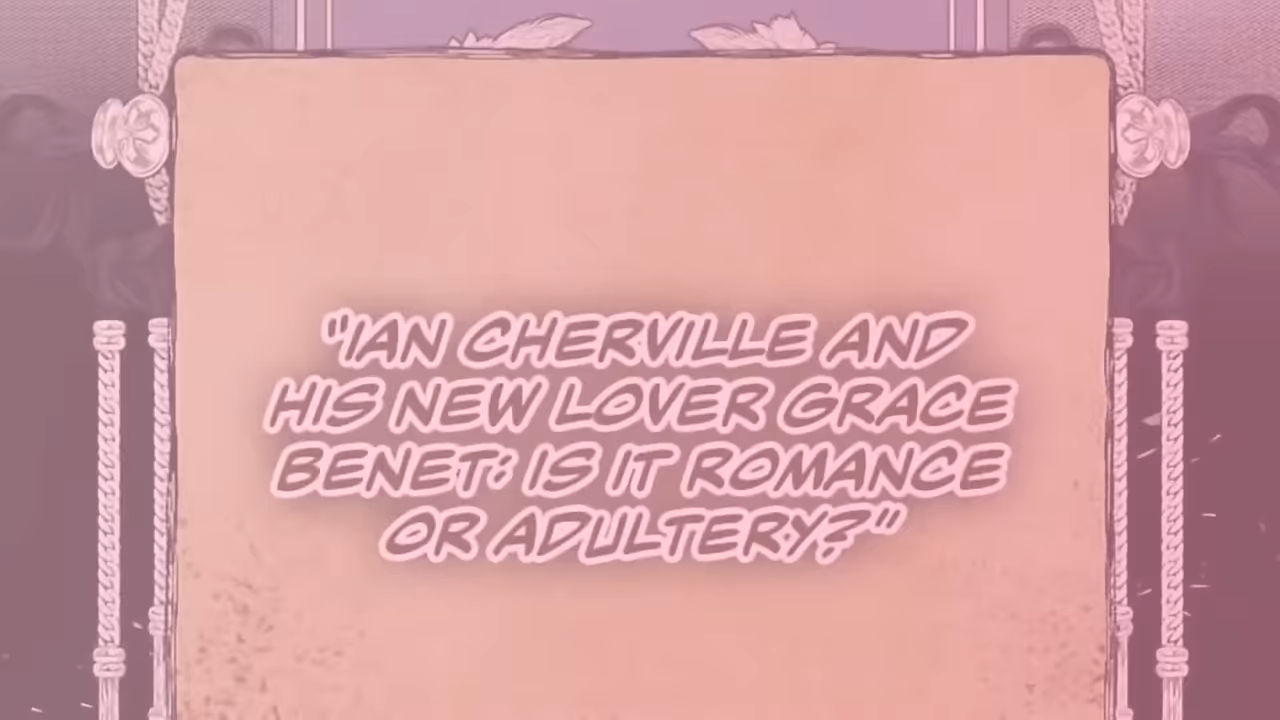 "IAN CHERVILLE AND
HIS NEW LOVER GRACE
BENET: IS IT ROMANCE
OR ADULTERY?"